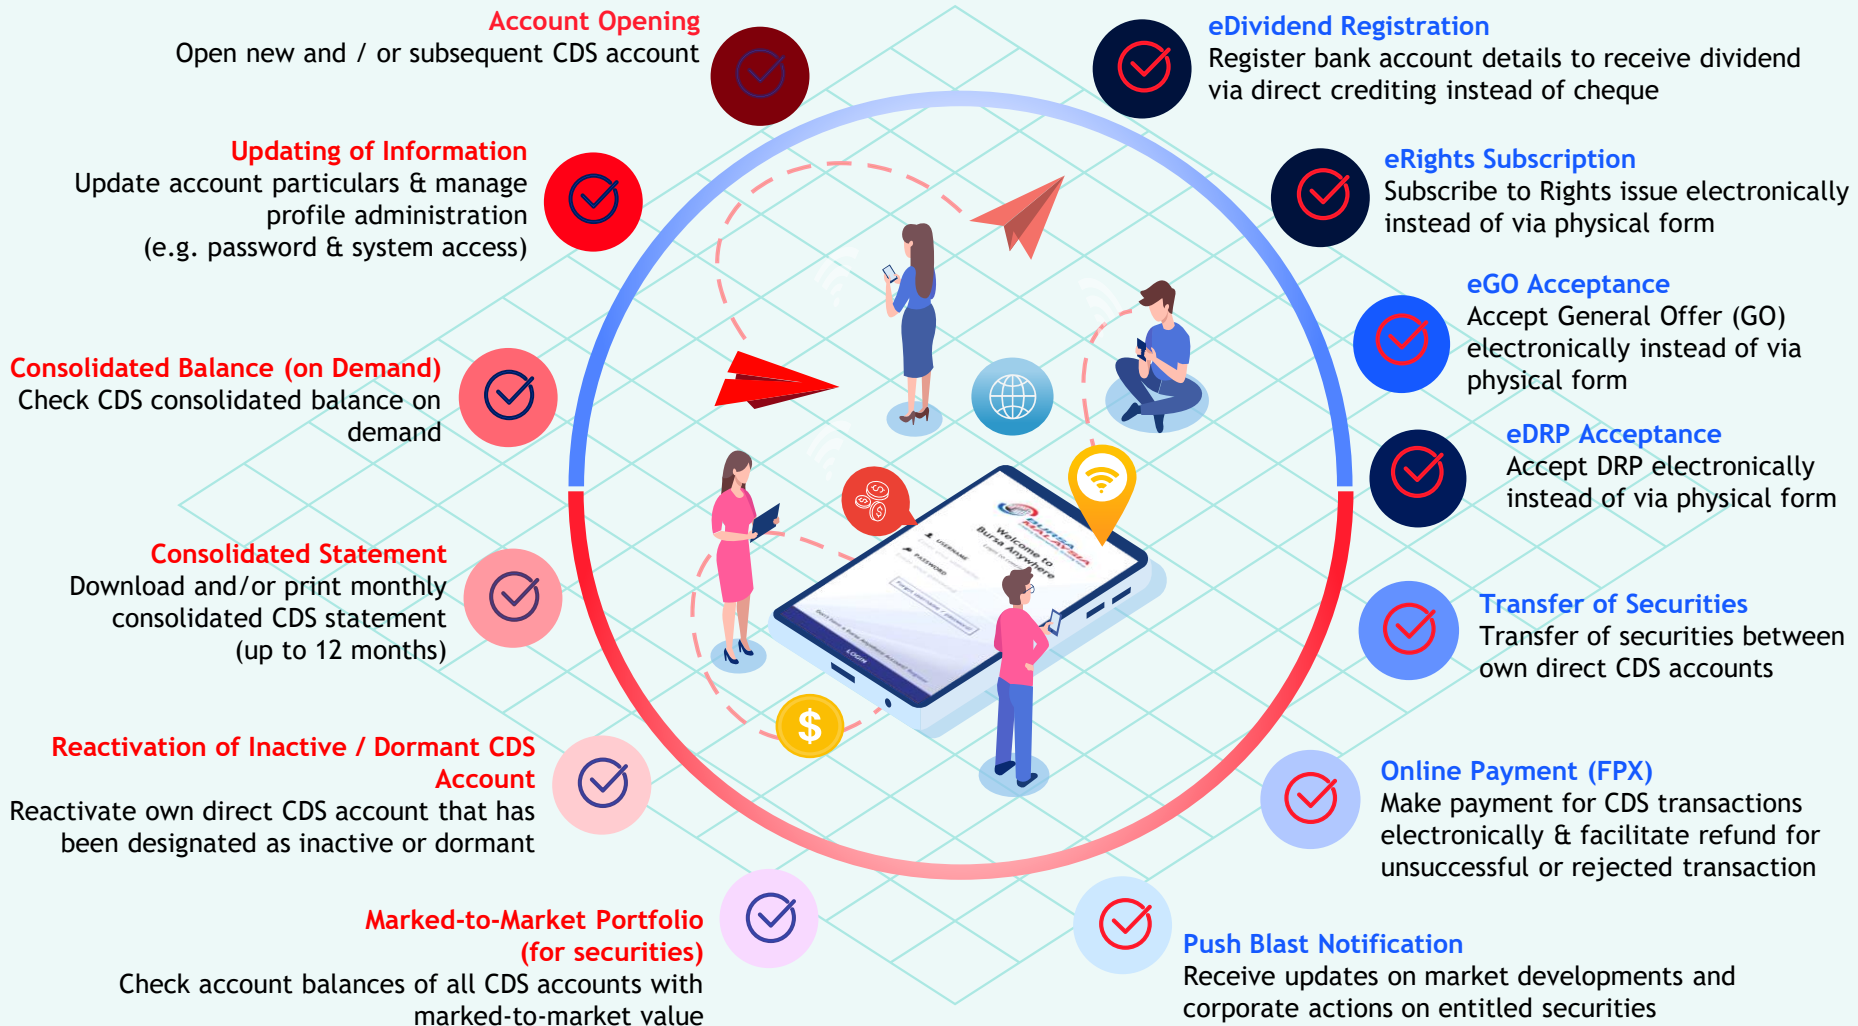 Account Opening
Open new and / or subsequent CDS account
Updating of Information
Update account particulars & manage
profile administration
(e.g. password & system access)
Consolidated Balance (on Demand)
Check CDS consolidated balance on
demand
Consolidated Statement
Download and/or print monthly
consolidated CDS statement
(up to 12 months)
Reactivation of Inactive / Dormant CDS
Account
Reactivate own direct CDS account that has
been designated as inactive or dormant
Marked-to-Market Portfolio
(for securities)
Check account balances of all CDS accounts with
marked-to-market value
eDividend Registration
Register bank account details to receive dividend
via direct crediting instead of cheque
eRights Subscription
Subscribe to Rights issue electronically
instead of via physical form
eGO Acceptance
Accept General Offer (GO)
electronically instead of via
physical form
eDRP Acceptance
Accept DRP electronically
instead of via physical form
Transfer of Securities
Transfer of securities between
own direct CDS accounts
Online Payment (FPX)
Make payment for CDS transactions
electronically & facilitate refund for
unsuccessful or rejected transaction
Push Blast Notification
Receive updates on market developments and
corporate actions on entitled securities
BURSA
MALAYSIA
Welcome to
Bursa Anywhere
USERNAME
PASSWORD
LOGIN
$